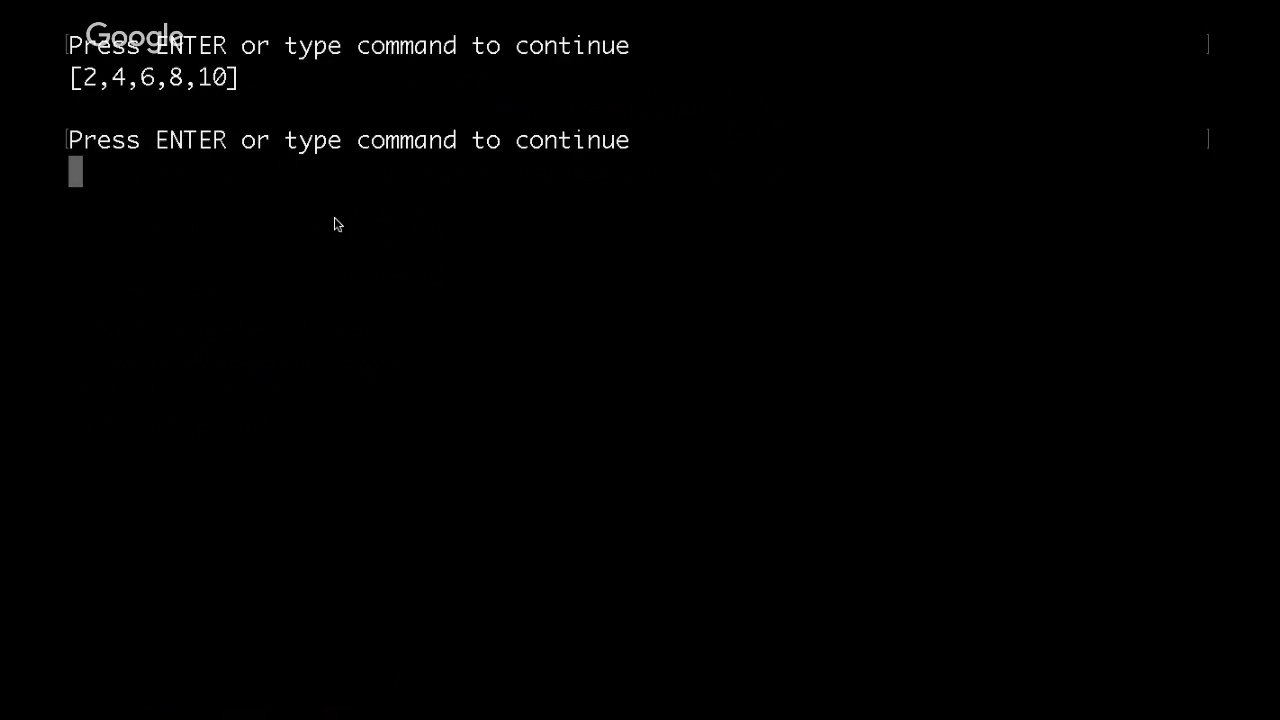 Google
Press ENTER or type command to continue
[2,4,6,8,10]
Press ENTER or type command to continue